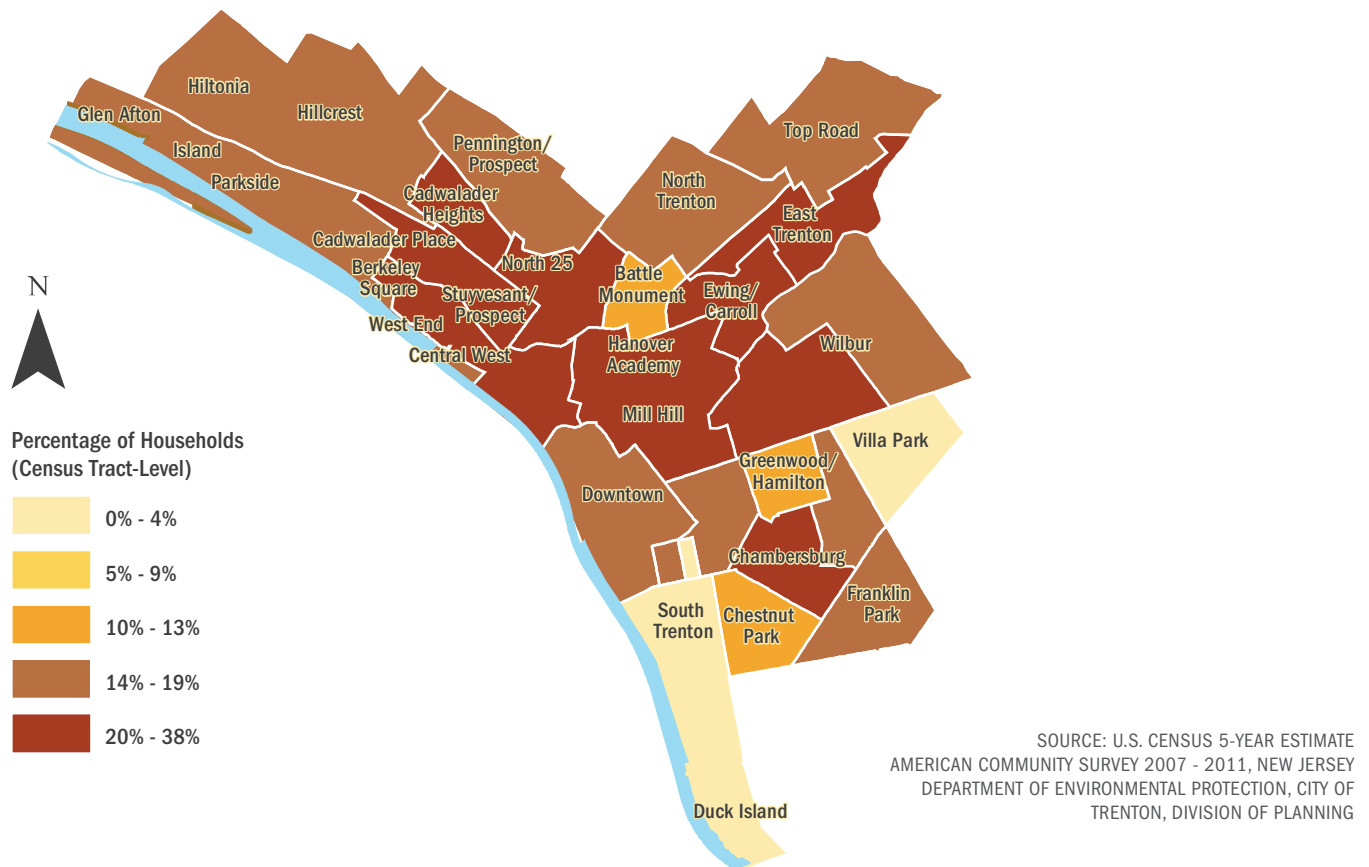 Hiltonia
Hillcrest
Glen Afton
Island
Parkside
Pennington/
Prospect
Top Road
North
Trenton
Cadwalader
Heights
East
Trenton
Cadwalader Place
North 25
Berkeley
Square
Battle
Monument
Stuyvesant/
Prospect
Ewing/
Carroll
West End
Central West
Hanover
Academy
Wilbur
Mill Hill
Villa Park
Greenwood/
Hamilton
Downtown
Chambersburg
Franklin
Park
South
Trenton
Chestnut
Park
Duck Island
N
Percentage of Households
(Census Tract-Level)
0% - 4%
5% - 9%
10% - 13%
14% - 19%
20% - 38%
SOURCE: U.S. CENSUS 5-YEAR ESTIMATE
AMERICAN COMMUNITY SURVEY 2007 - 2011, NEW JERSEY
DEPARTMENT OF ENVIRONMENTAL PROTECTION, CITY OF
TRENTON, DIVISION OF PLANNING